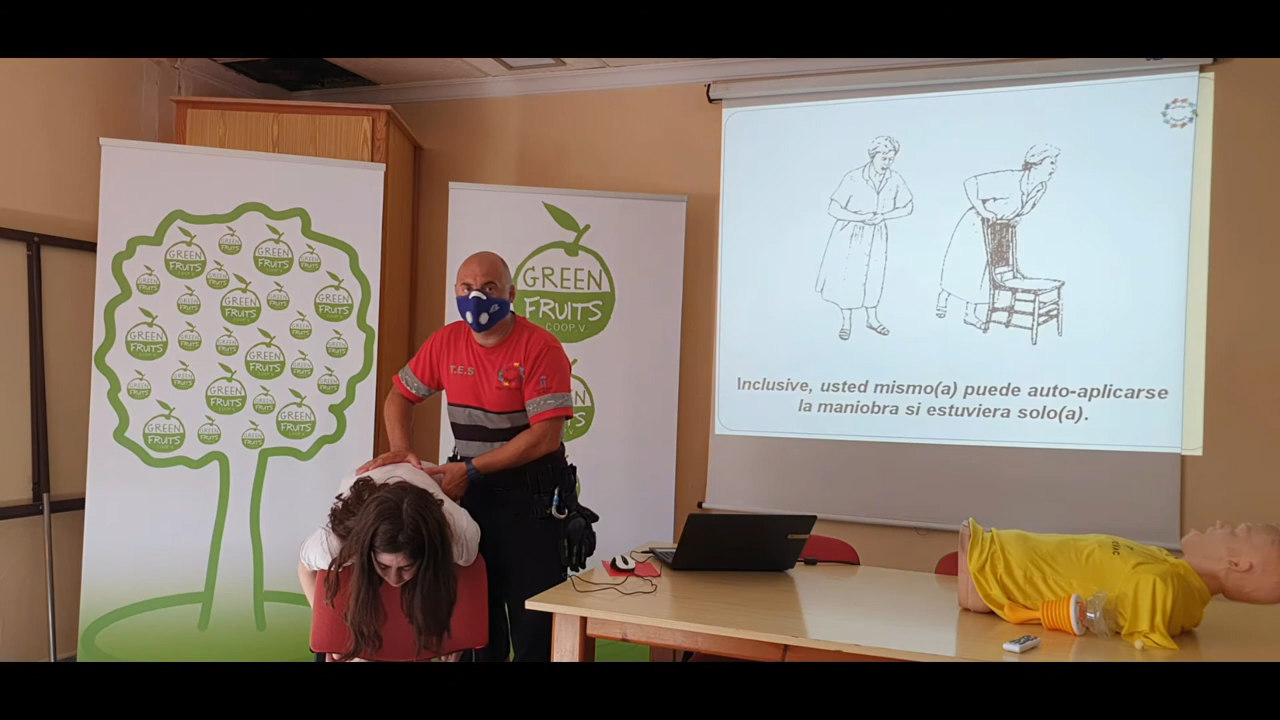 GREEN
FRUITS
COOP.V
T.E.S
Inclusive, usted mismo(a) puede auto-aplicarse
la maniobra si estuviera solo(a).